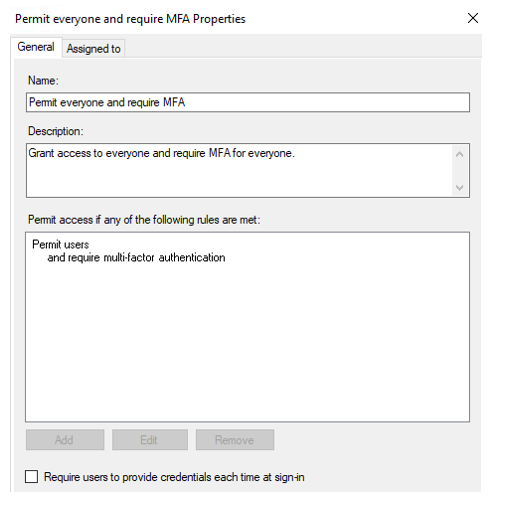 Permit everyone and require MFA Properties
General Assigned to
Name:
Permit everyone and require MFA
Description:
Grant access to everyone and require MFA for everyone.
Permit access if any of the following rules are met:
Permit users
and require multi-factor authentication
Add Edit Remove
Require users to provide credentials each time at sign-in